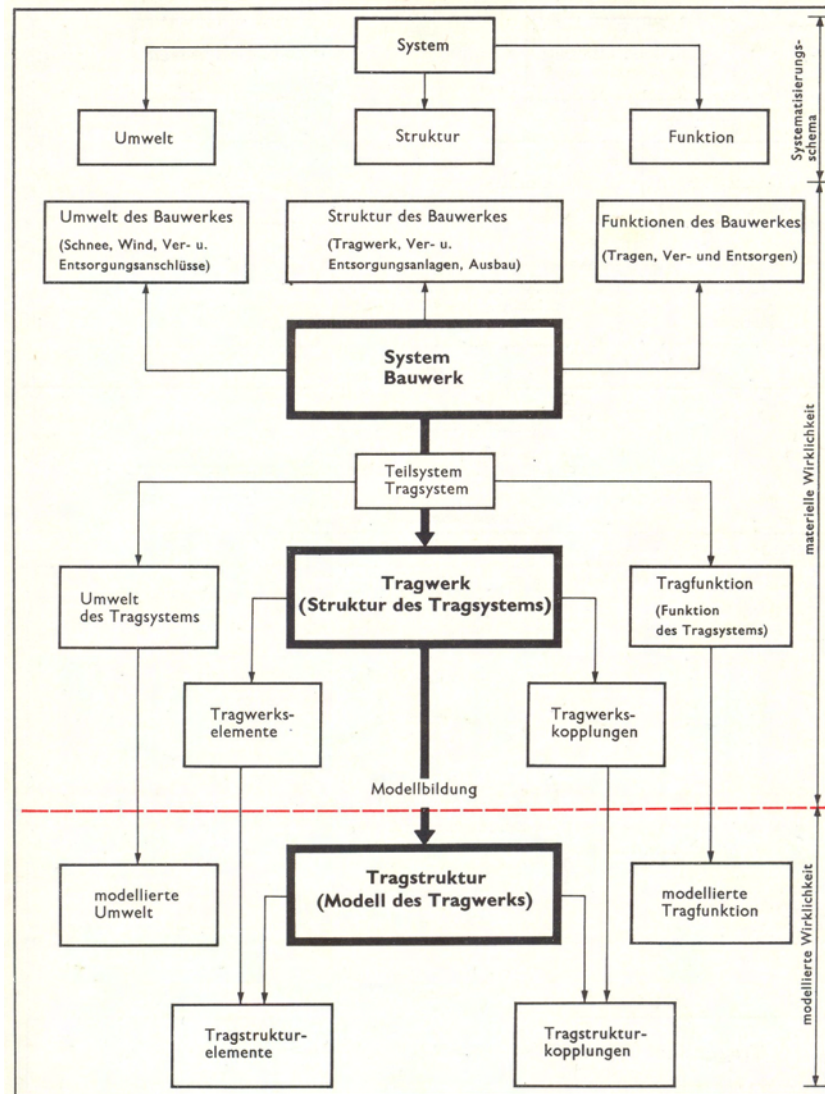 System
Umwelt
Struktur
Funktion
Systematisierungs-
schema
Umwelt des Bauwerkes
(Schnee, Wind, Ver- u.
Entsorgungsanschlüsse)
Struktur des Bauwerkes
(Tragwerk, Ver- u.
Entsorgungsanlagen, Ausbau)
Funktionen des Bauwerkes
(Tragen, Ver- und Entsorgen)
System
Bauwerk
Teilsystem
Tragsystem
materielle Wirklichkeit
Umwelt
des Tragsystems
Tragwerk
(Struktur des Tragsystems)
Tragfunktion
(Funktion
des Tragsystems)
Tragwerks-
elemente
Tragwerks-
kopplungen
Modellbildung
modellierte
Umwelt
Tragstruktur
(Modell des Tragwerks)
modellierte
Tragfunktion
modellierte Wirklichkeit
Tragstruktur-
elemente
Tragstruktur-
kopplungen